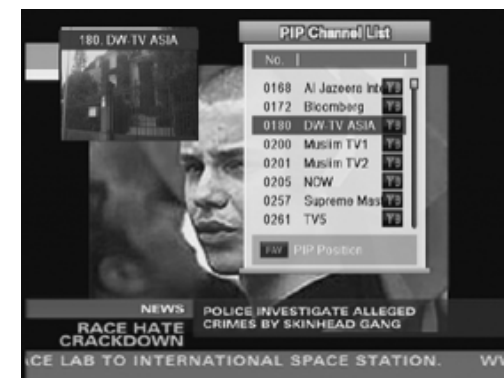 180. DW-TV ASIA
PIP Channel List
No.
0168 Al Jazeera Inte
0172 Bloomberg
0180 DW-TV ASIA
0200 Muslim TV1
0201 Muslim TV2
0205 NOW
0257 Supreme Mas
0261 TV5
FAV PIP Position
NEWS
RACE HATE
CRACKDOWN
POLICE INVESTIGATE ALLEGED
CRIMES BY SKINHEAD GANG
CE LAB TO INTERNATIONAL SPACE STATION. WW